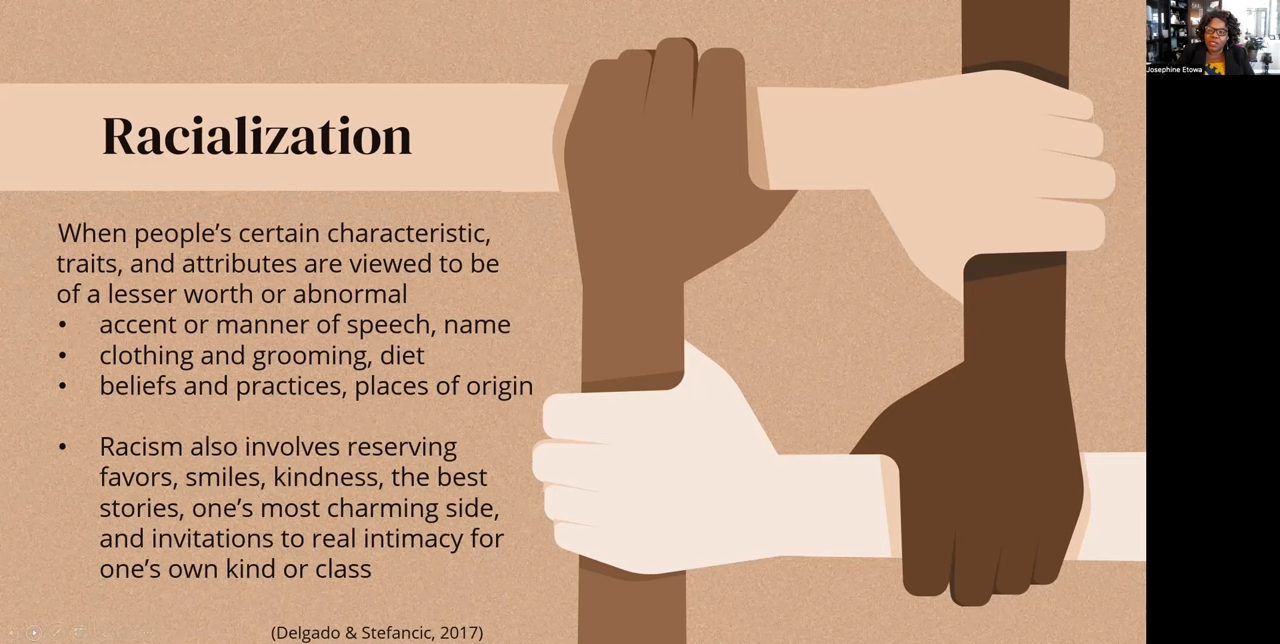 Josephine Etowa
Racialization
When people's certain characteristic,
traits, and attributes are viewed to be
of a lesser worth or abnormal
• accent or manner of speech, name
• clothing and grooming, diet
• beliefs and practices, places of origin
• Racism also involves reserving
favors, smiles, kindness, the best
stories, one's most charming side,
and invitations to real intimacy for
one's own kind or class
(Delgado & Stefancic, 2017)